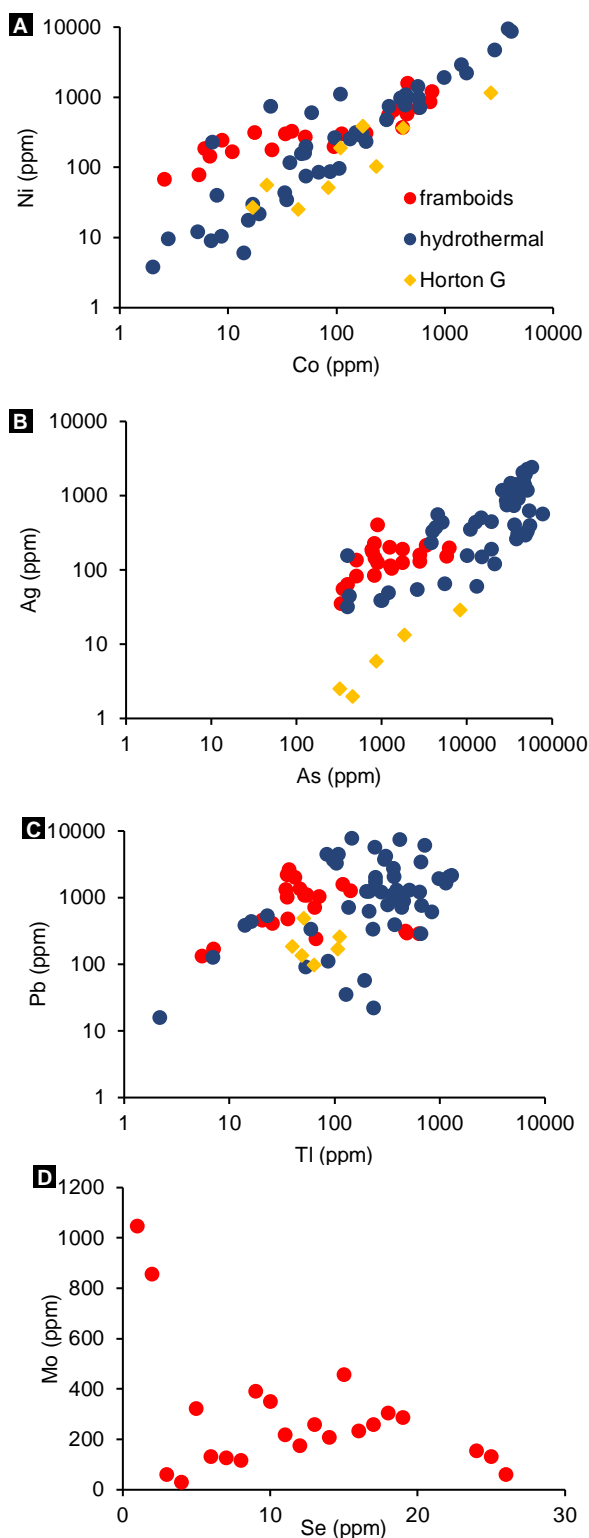 A
10000
1000
100
10
1
Ni (ppm)
framboids
hydrothermal
Horton G
1 10 100 1000 10000
Co (ppm)
B
10000
1000
100
10
1
Ag (ppm)
1 10 100 1000 10000 100000
As (ppm)
C
10000
1000
100
10
1
Pb (ppm)
1 10 100 1000 10000
Tl (ppm)
D
1200
1000
800
600
400
200
0
Mo (ppm)
0 10 20 30
Se (ppm)